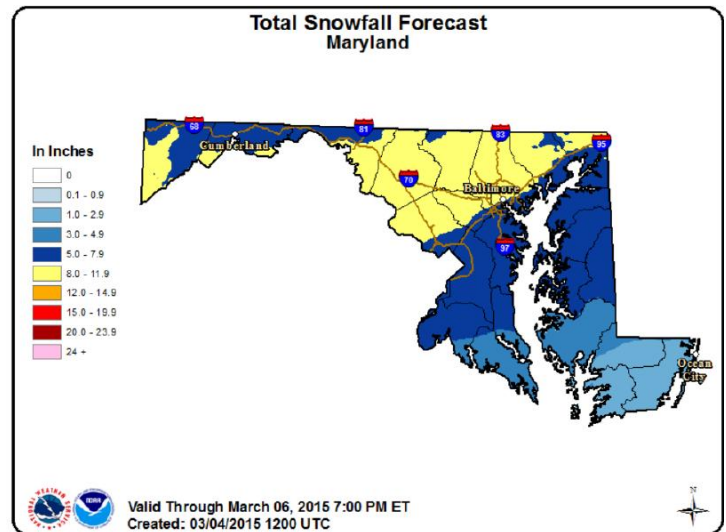 Total Snowfall Forecast
Maryland
68
81
83
95
Cumberland
70
Baltimore
97
Ocean
City
In Inches
0
0.1 - 0.9
1.0 - 2.9
3.0 - 4.9
5.0 - 7.9
8.0 - 11.9
12.0 - 14.9
15.0 - 19.9
20.0 - 23.9
24 +
NOAA
N
Valid Through March 06, 2015 7:00 PM ET
Created: 03/04/2015 1200 UTC